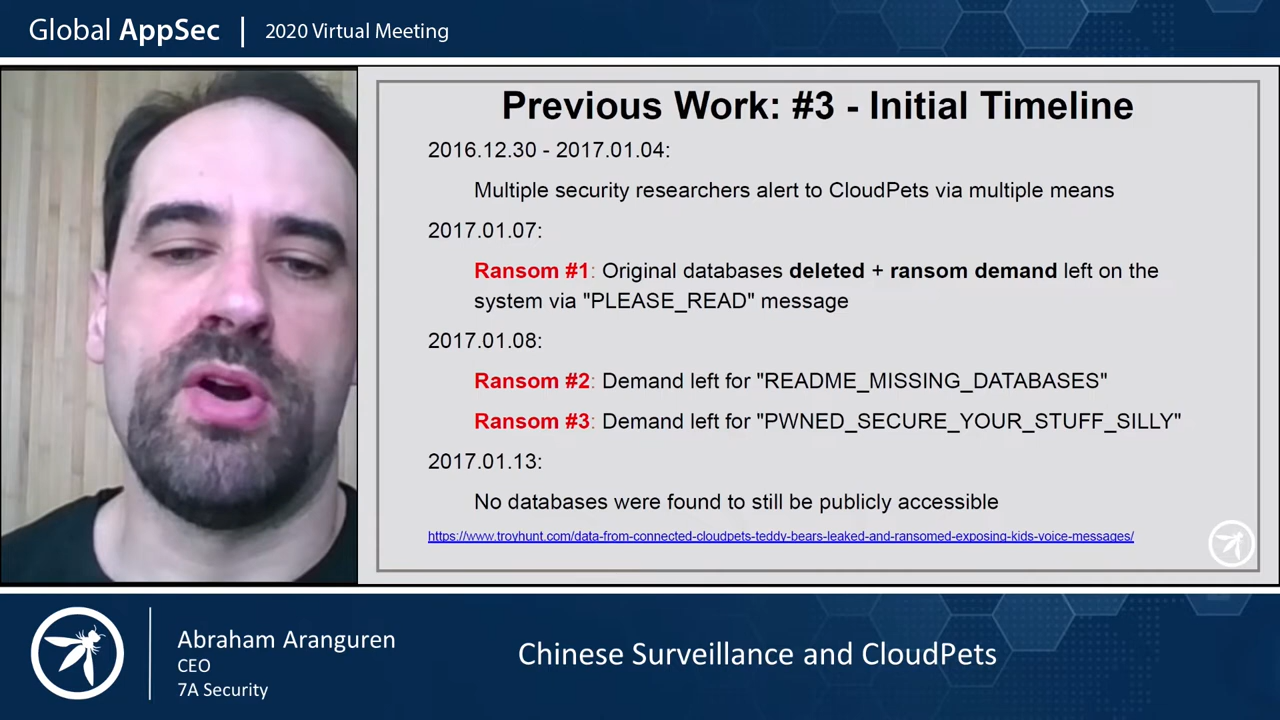 Global AppSec | 2020 Virtual Meeting
Previous Work: #3 - Initial Timeline
2016.12.30 - 2017.01.04:
Multiple security researchers alert to CloudPets via multiple means
2017.01.07:
Ransom #1: Original databases deleted + ransom demand left on the
system via "PLEASE_READ" message
2017.01.08:
Ransom #2: Demand left for "README_MISSING_DATABASES"
Ransom #3: Demand left for "PWNED_SECURE_YOUR_STUFF_SILLY"
2017.01.13:
No databases were found to still be publicly accessible
https://www.troyhunt.com/data-from-connected-cloudpets-teddy-bears-leaked-and-ransomed-exposing-kids-voice-messages/
Abraham Aranguren
CEO
7A Security
Chinese Surveillance and CloudPets